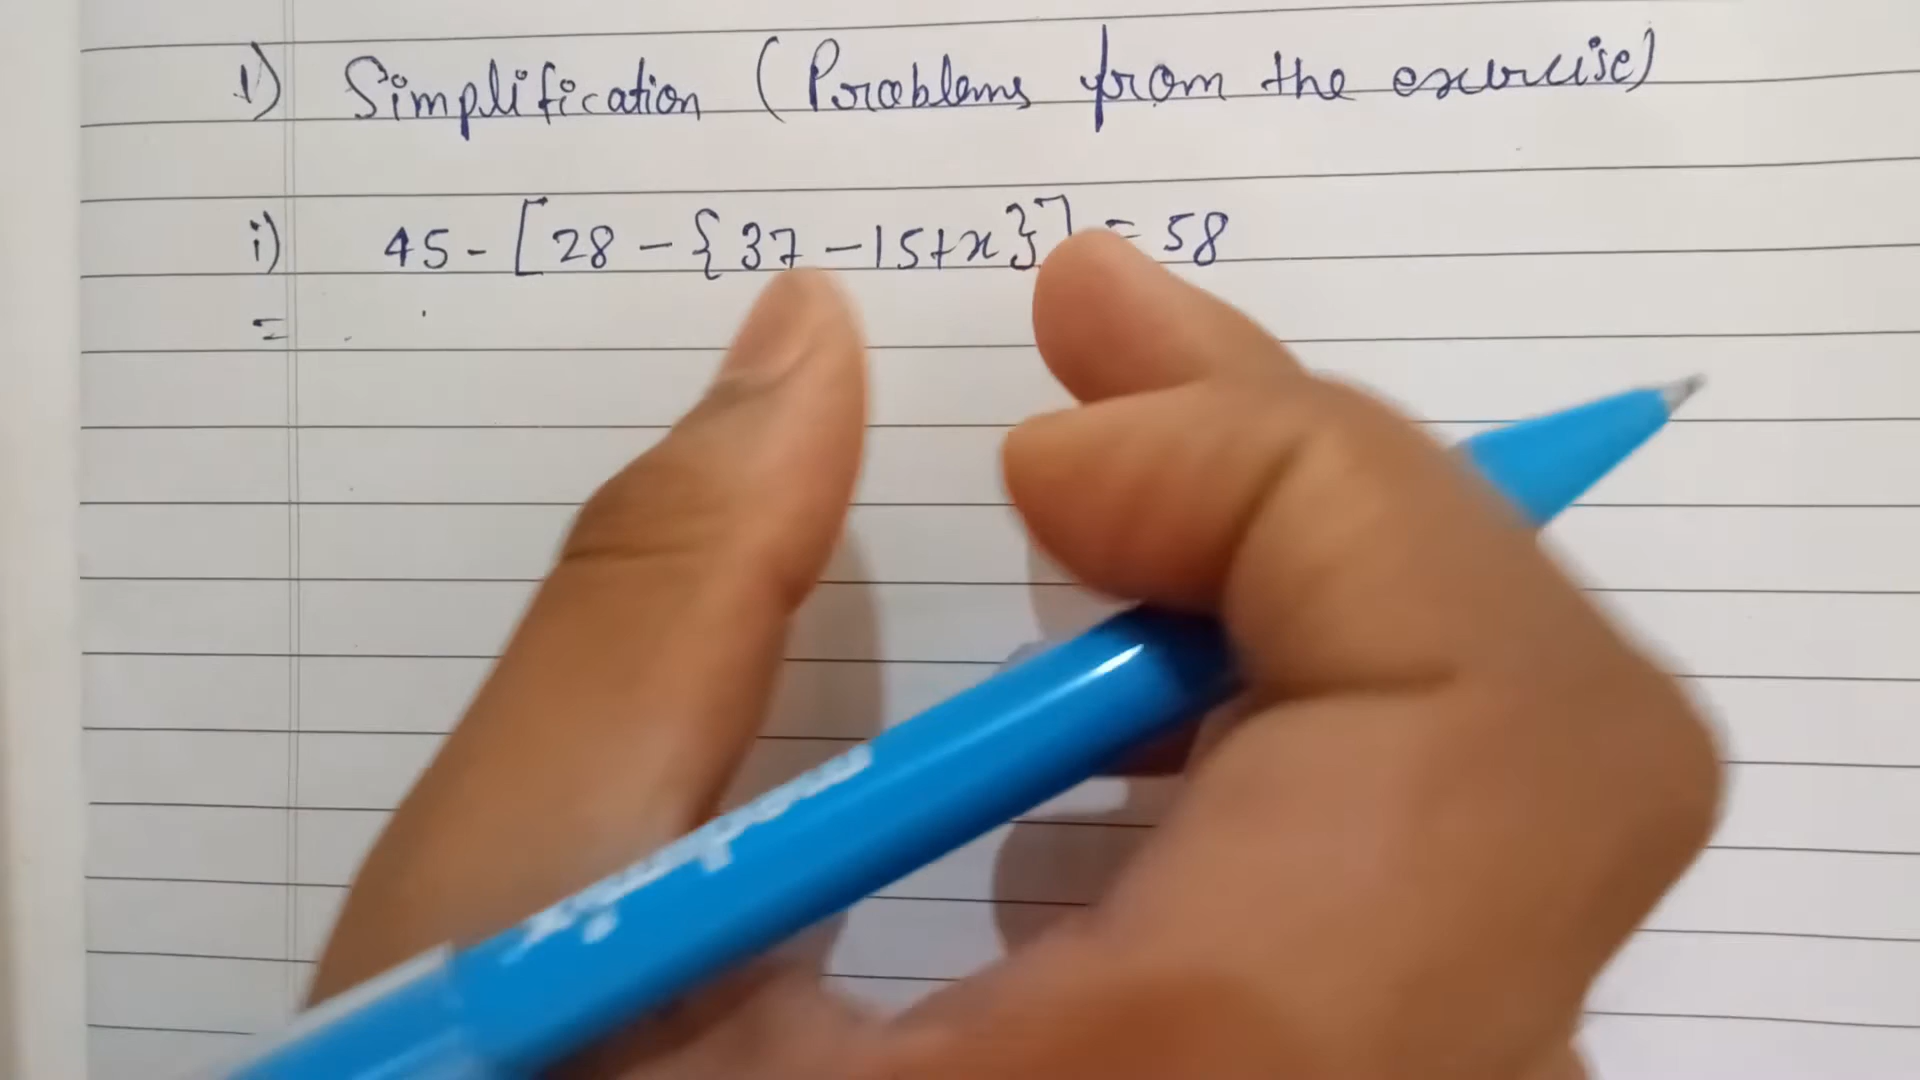 1) Simplification (Problems from the exercise)
i) 45 - [28 - {37 - 15 + x}] = 58
=